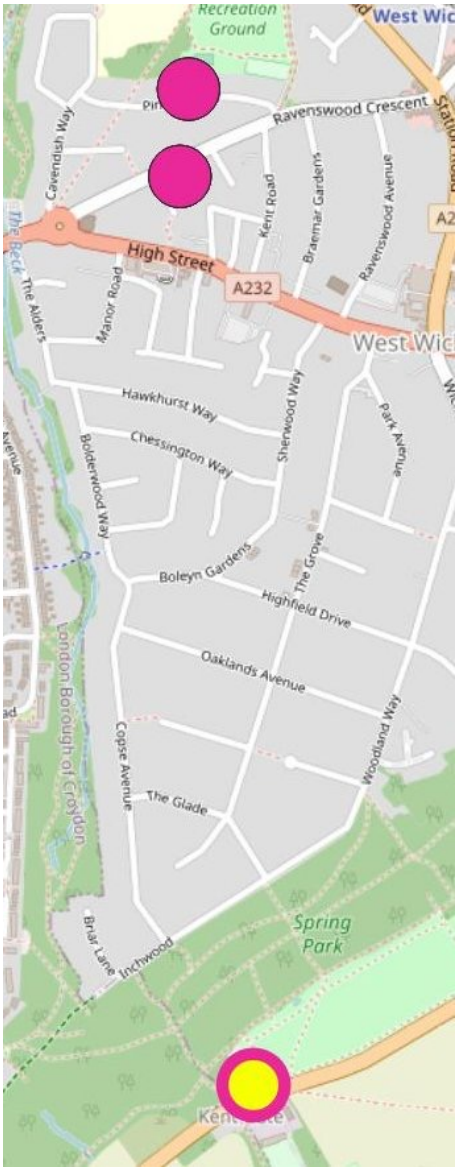 Recreation
Ground
West Wic
Pin
Ravenswood Crescent
Station Road
Cavendish Way
Kent Road
Braemar Gardens
Ravenswood Avenue
The Beck
High Street
A2
A232
The Alders
Manor Road
West Wic
Hawkhurst Way
Sherwood Way
Park Avenue
Chessington Way
Avenue
Bolderwood Way
Boleyn Gardens
The Grove
Highfield Drive
London Borough of Croydon
Oaklands Avenue
Woodland Way
ad
Copse Avenue
The Glade
Spring
Park
Briar Lane
Inchwood
Kent
te